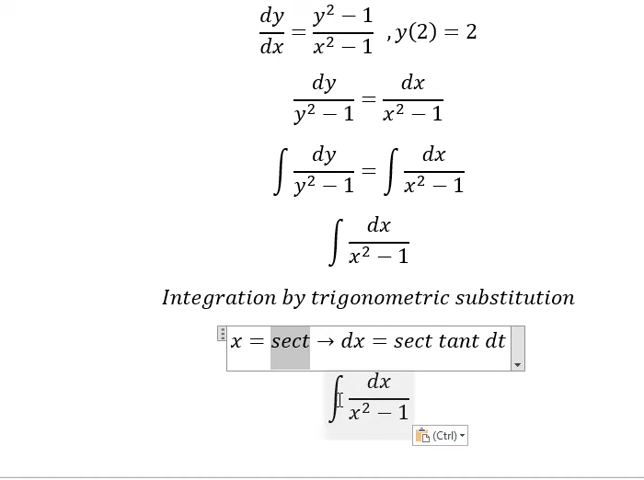 dy/dx = y² − 1/x² − 1 , y(2) = 2
dy/y² − 1 = dx/x² − 1
∫ dy/y² − 1 = ∫ dx/x² − 1
∫ dx/x² − 1
Integration by trigonometric substitution
x = sect → dx = sect tant dt
∫ dx/x² − 1
(Ctrl)